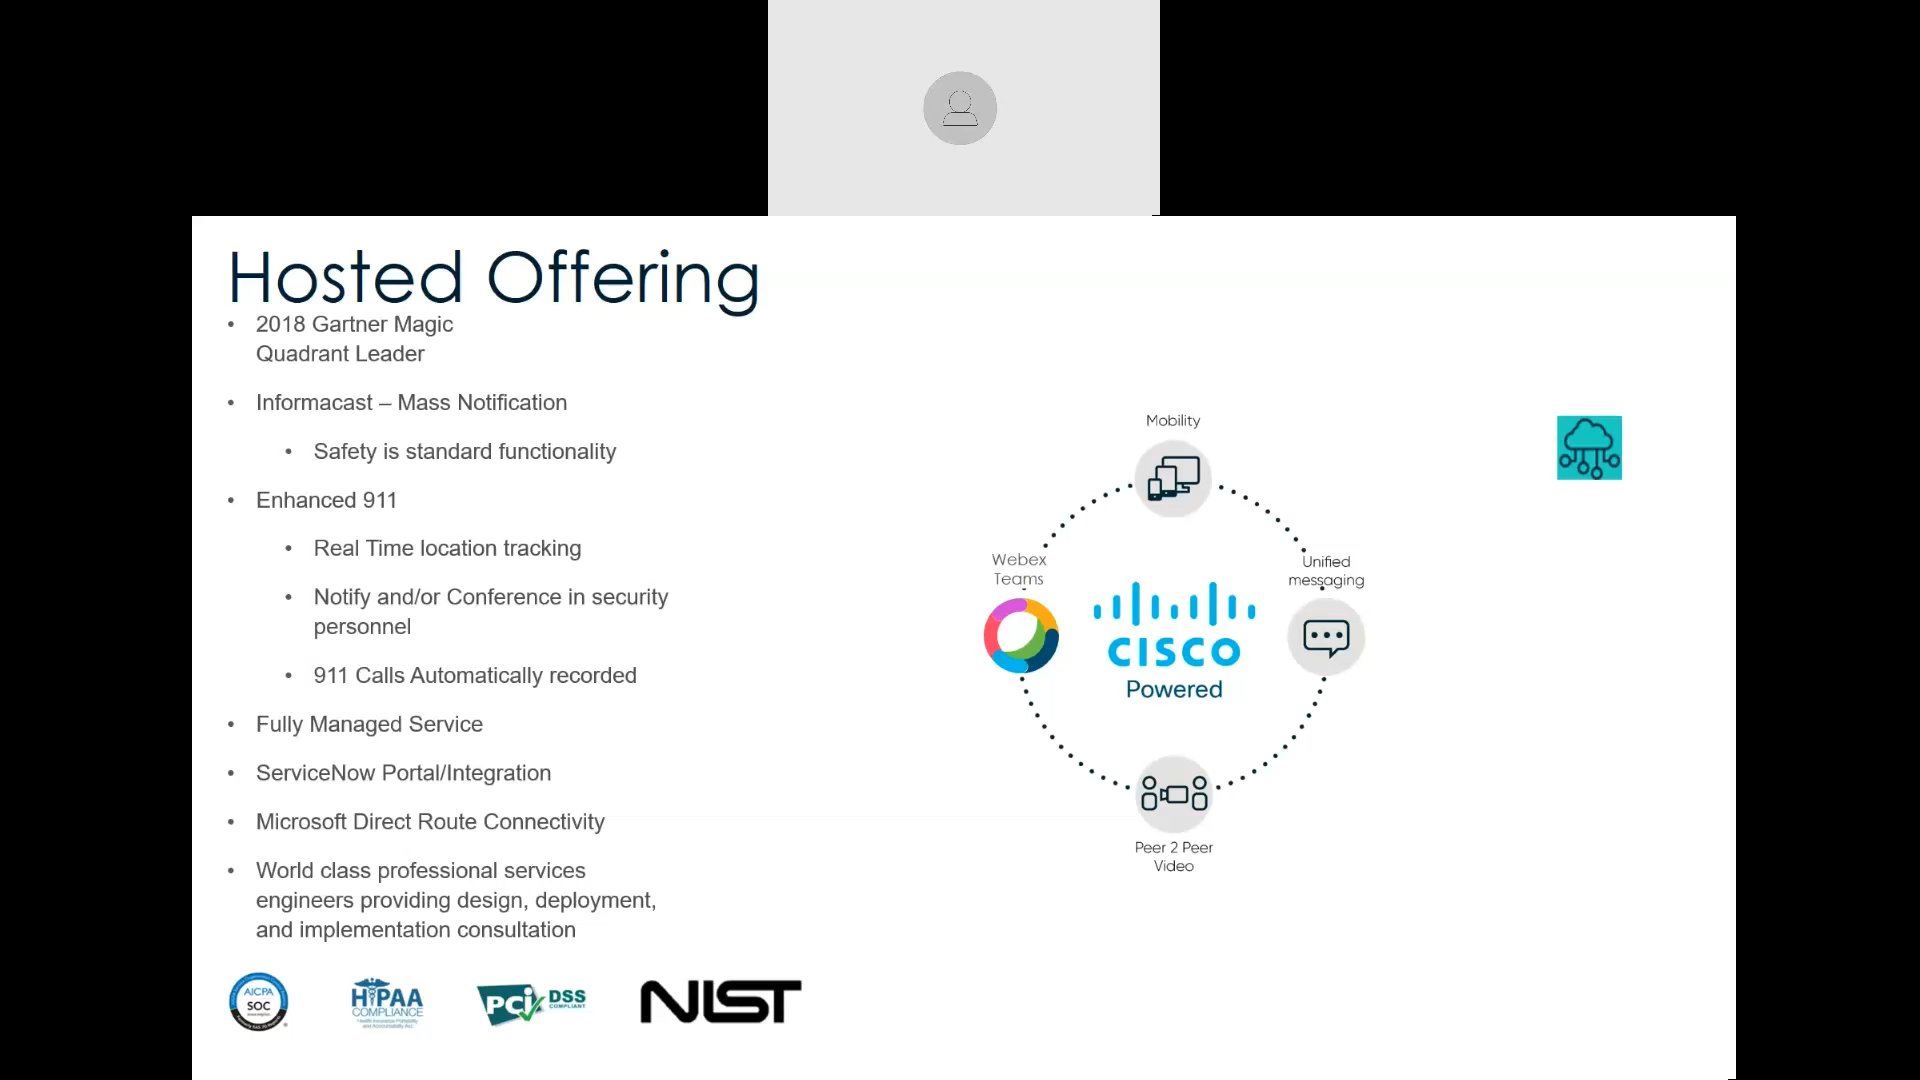 Hosted Offering
• 2018 Gartner Magic
Quadrant Leader
• Informacast – Mass Notification
• Safety is standard functionality
• Enhanced 911
• Real Time location tracking
• Notify and/or Conference in security
personnel
• 911 Calls Automatically recorded
• Fully Managed Service
• ServiceNow Portal/Integration
• Microsoft Direct Route Connectivity
• World class professional services
engineers providing design, deployment,
and implementation consultation
Mobility
Webex
Teams
Unified
messaging
CISCO
Powered
Peer 2 Peer
Video
AICPA
SOC
HIPAA
COMPLIANCE
PCI DSS
COMPLIANT
NIST